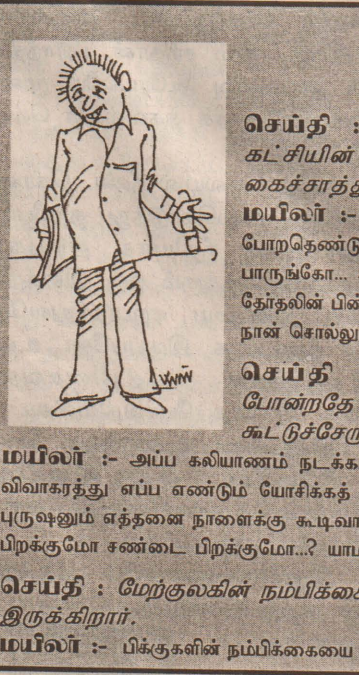 செய்தி :
கட்சியின்
கைச்சாத்தி
மயிலர் :-
போறதெண்டு
பாருங்கோ...
தேர்தலின் பின்
நான் சொல்லு
செய்தி
போன்றதே
கூட்டுச்சேரு
மயிலர் :- அப்ப கலியாணம் நடக்க
விவாகரத்து எப்ப எண்டும் யோசிக்கத்
புருஷனும் எத்தனை நாளைக்கு கூடிவா
பிறக்குமோ சண்டை பிறக்குமோ...? யாப
செய்தி : மேற்குலகின் நம்பிக்கை
இருக்கிறார்.
மயிலர் :- பிக்குகளின் நம்பிக்கையை